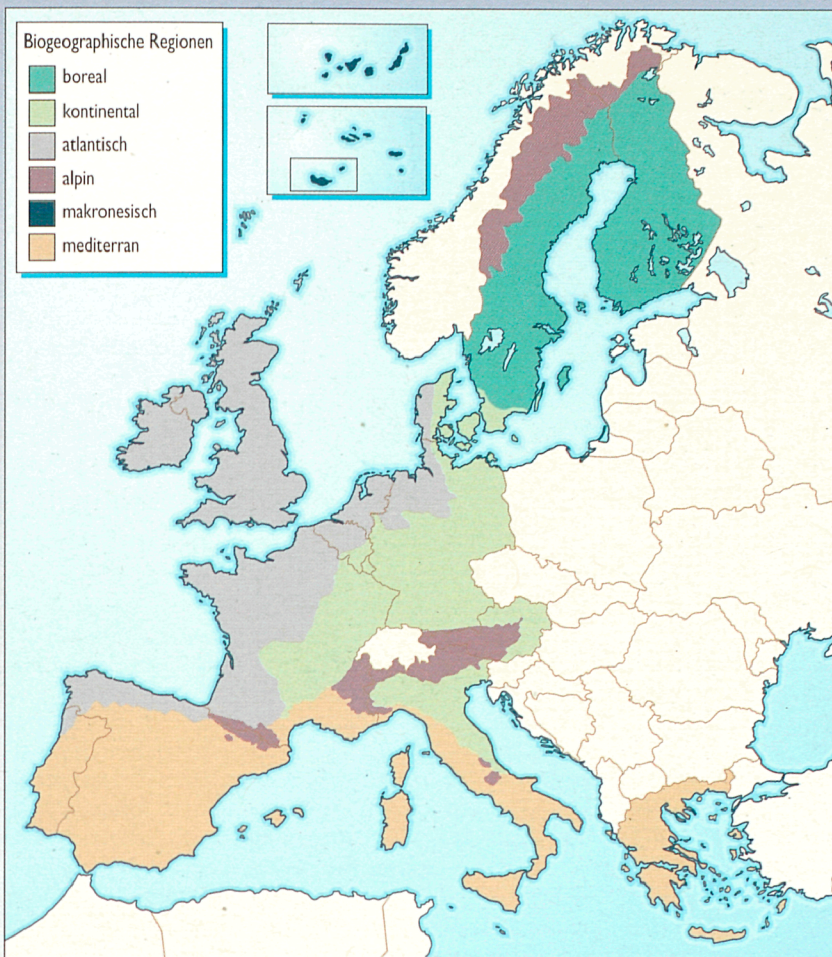 Biogeographische Regionen
boreal
kontinental
atlantisch
alpin
makronesisch
mediterran